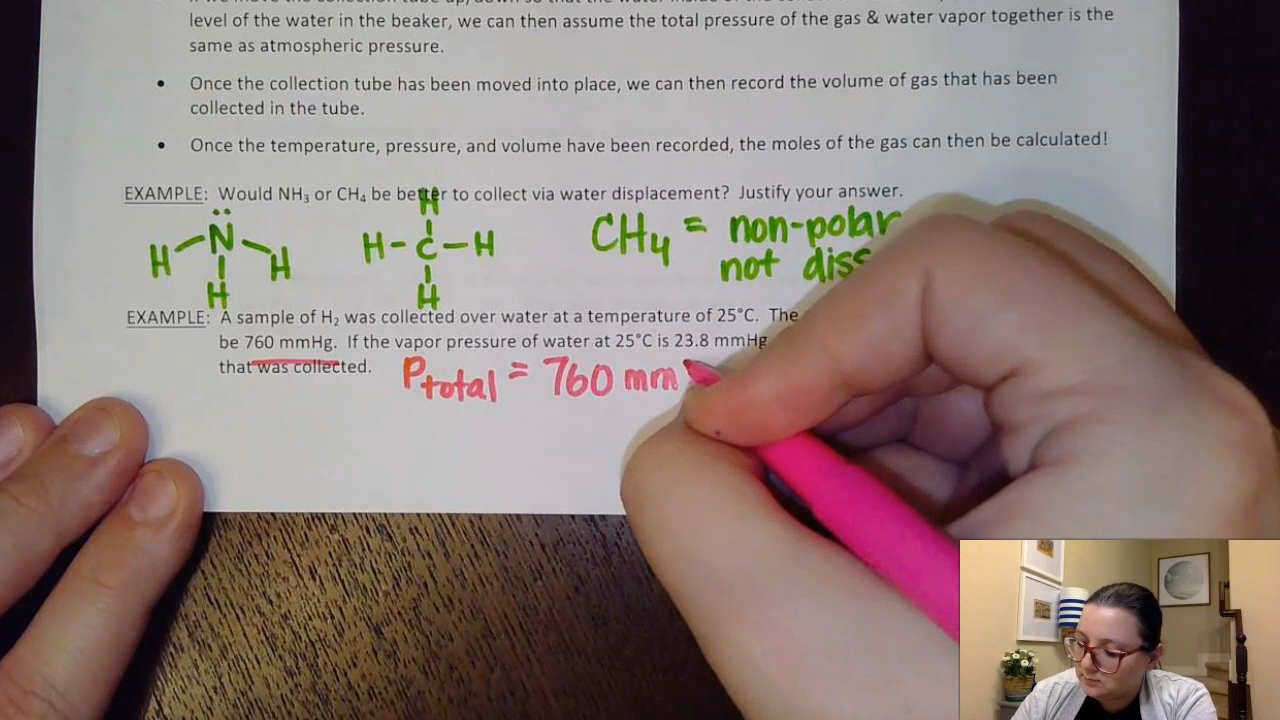 level of the water in the beaker, we can then assume the total pressure of the gas & water vapor together is the
same as atmospheric pressure.
• Once the collection tube has been moved into place, we can then record the volume of gas that has been
collected in the tube.
• Once the temperature, pressure, and volume have been recorded, the moles of the gas can then be calculated!
EXAMPLE: Would NH₃ or CH₄ be better to collect via water displacement? Justify your answer.
H N H H
H
H C H
H
CH₄ = non-polar
not diss
EXAMPLE: A sample of H₂ was collected over water at a temperature of 25°C. The
be 760 mmHg. If the vapor pressure of water at 25°C is 23.8 mmHg
that was collected.
Ptotal = 760 mm